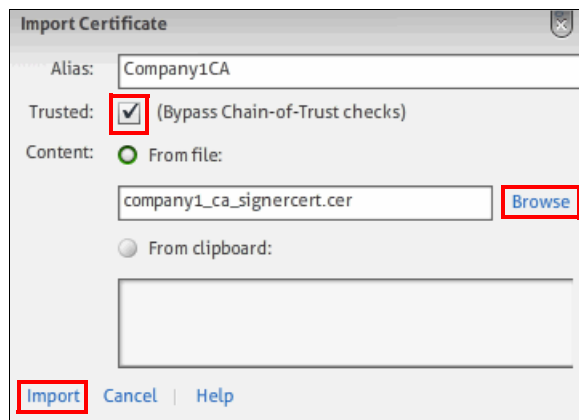 Import Certificate
Alias: Company1CA
Trusted: (Bypass Chain-of-Trust checks)
Content: From file:
company1_ca_signercert.cer Browse
From clipboard:
Import Cancel | Help